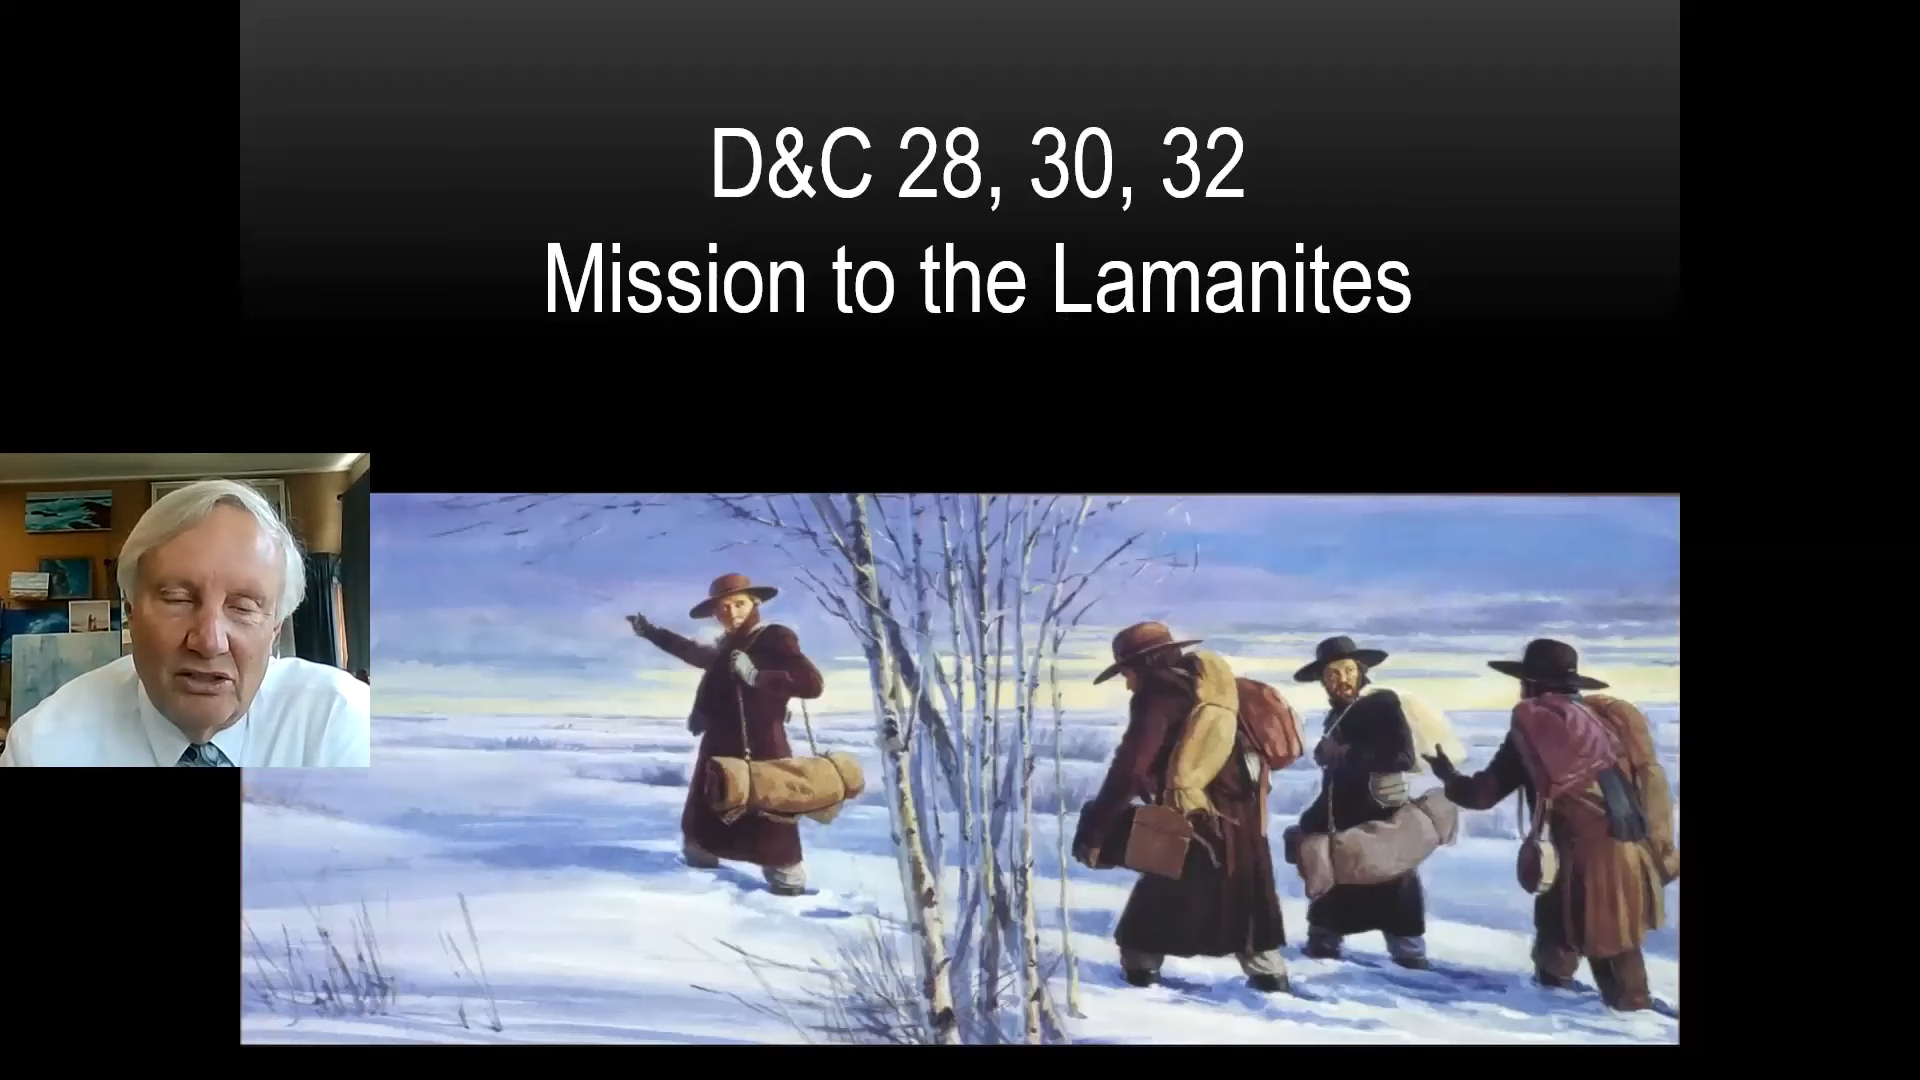 D&C 28, 30, 32
Mission to the Lamanites